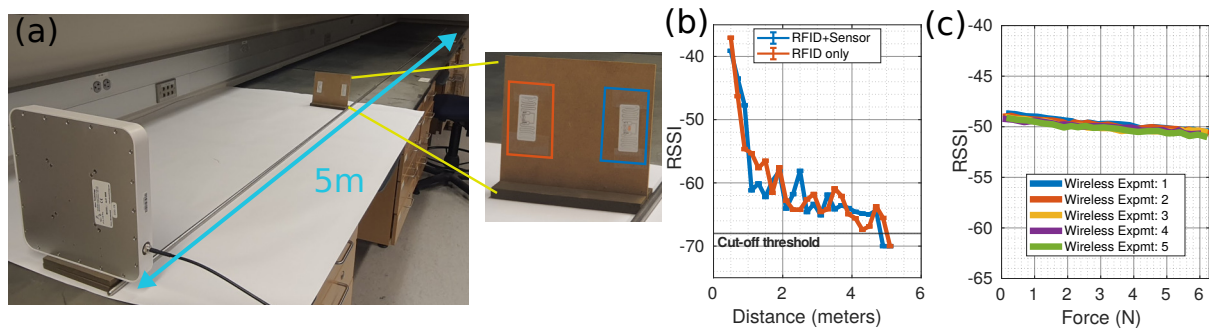 (a)
5m
(b)
RSSI
-40
-50
-60
-70
RFID+Sensor
RFID only
Cut-off threshold
0
2
4
6
Distance (meters)
(c)
RSSI
-40
-45
-50
-55
-60
-65
Wireless Expmt: 1
Wireless Expmt: 2
Wireless Expmt: 3
Wireless Expmt: 4
Wireless Expmt: 5
0
1
2
3
4
5
6
Force (N)